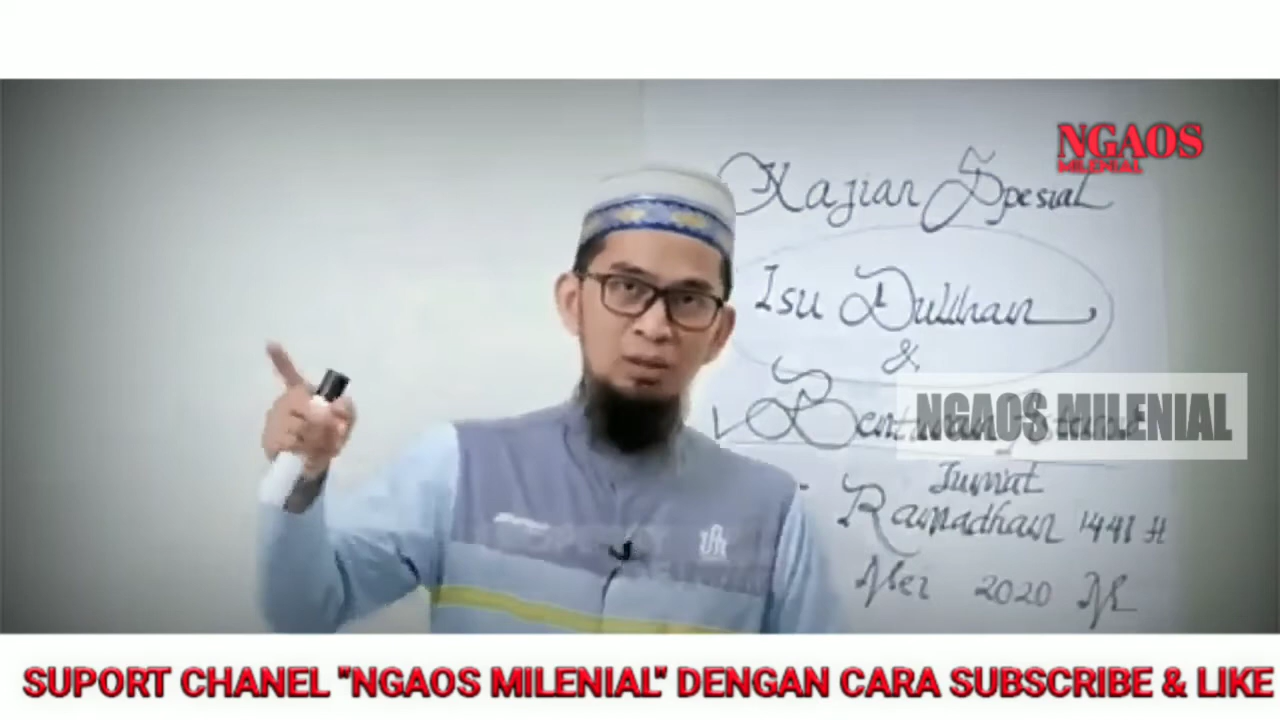 NGAOS
MILENIAL
Kajian Spesial
Isu Dukhan
&
NGAOS MILENIAL
Jumat
Ramadhan 1441 H
Mei 2020 M
SUPORT CHANEL "NGAOS MILENIAL" DENGAN CARA SUBSCRIBE & LIKE